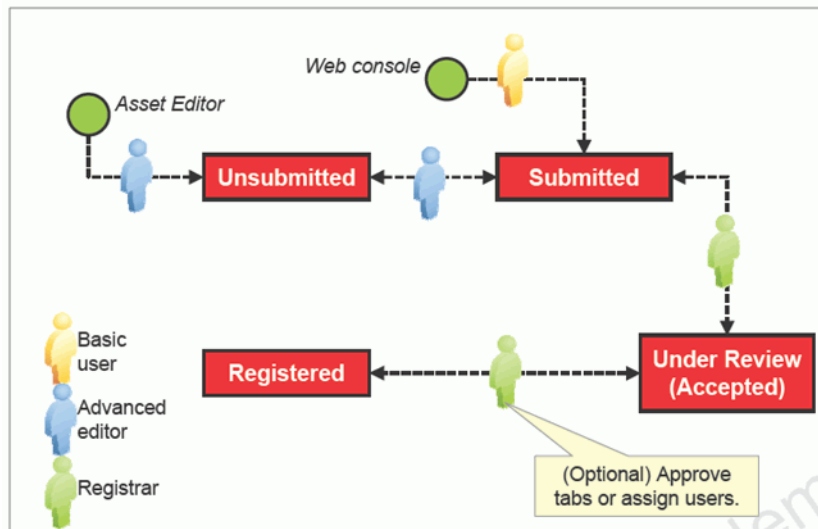 Web console
Asset Editor
Unsubmitted
Submitted
Basic
user
Advanced
editor
Registrar
Registered
Under Review
(Accepted)
(Optional) Approve
tabs or assign users.